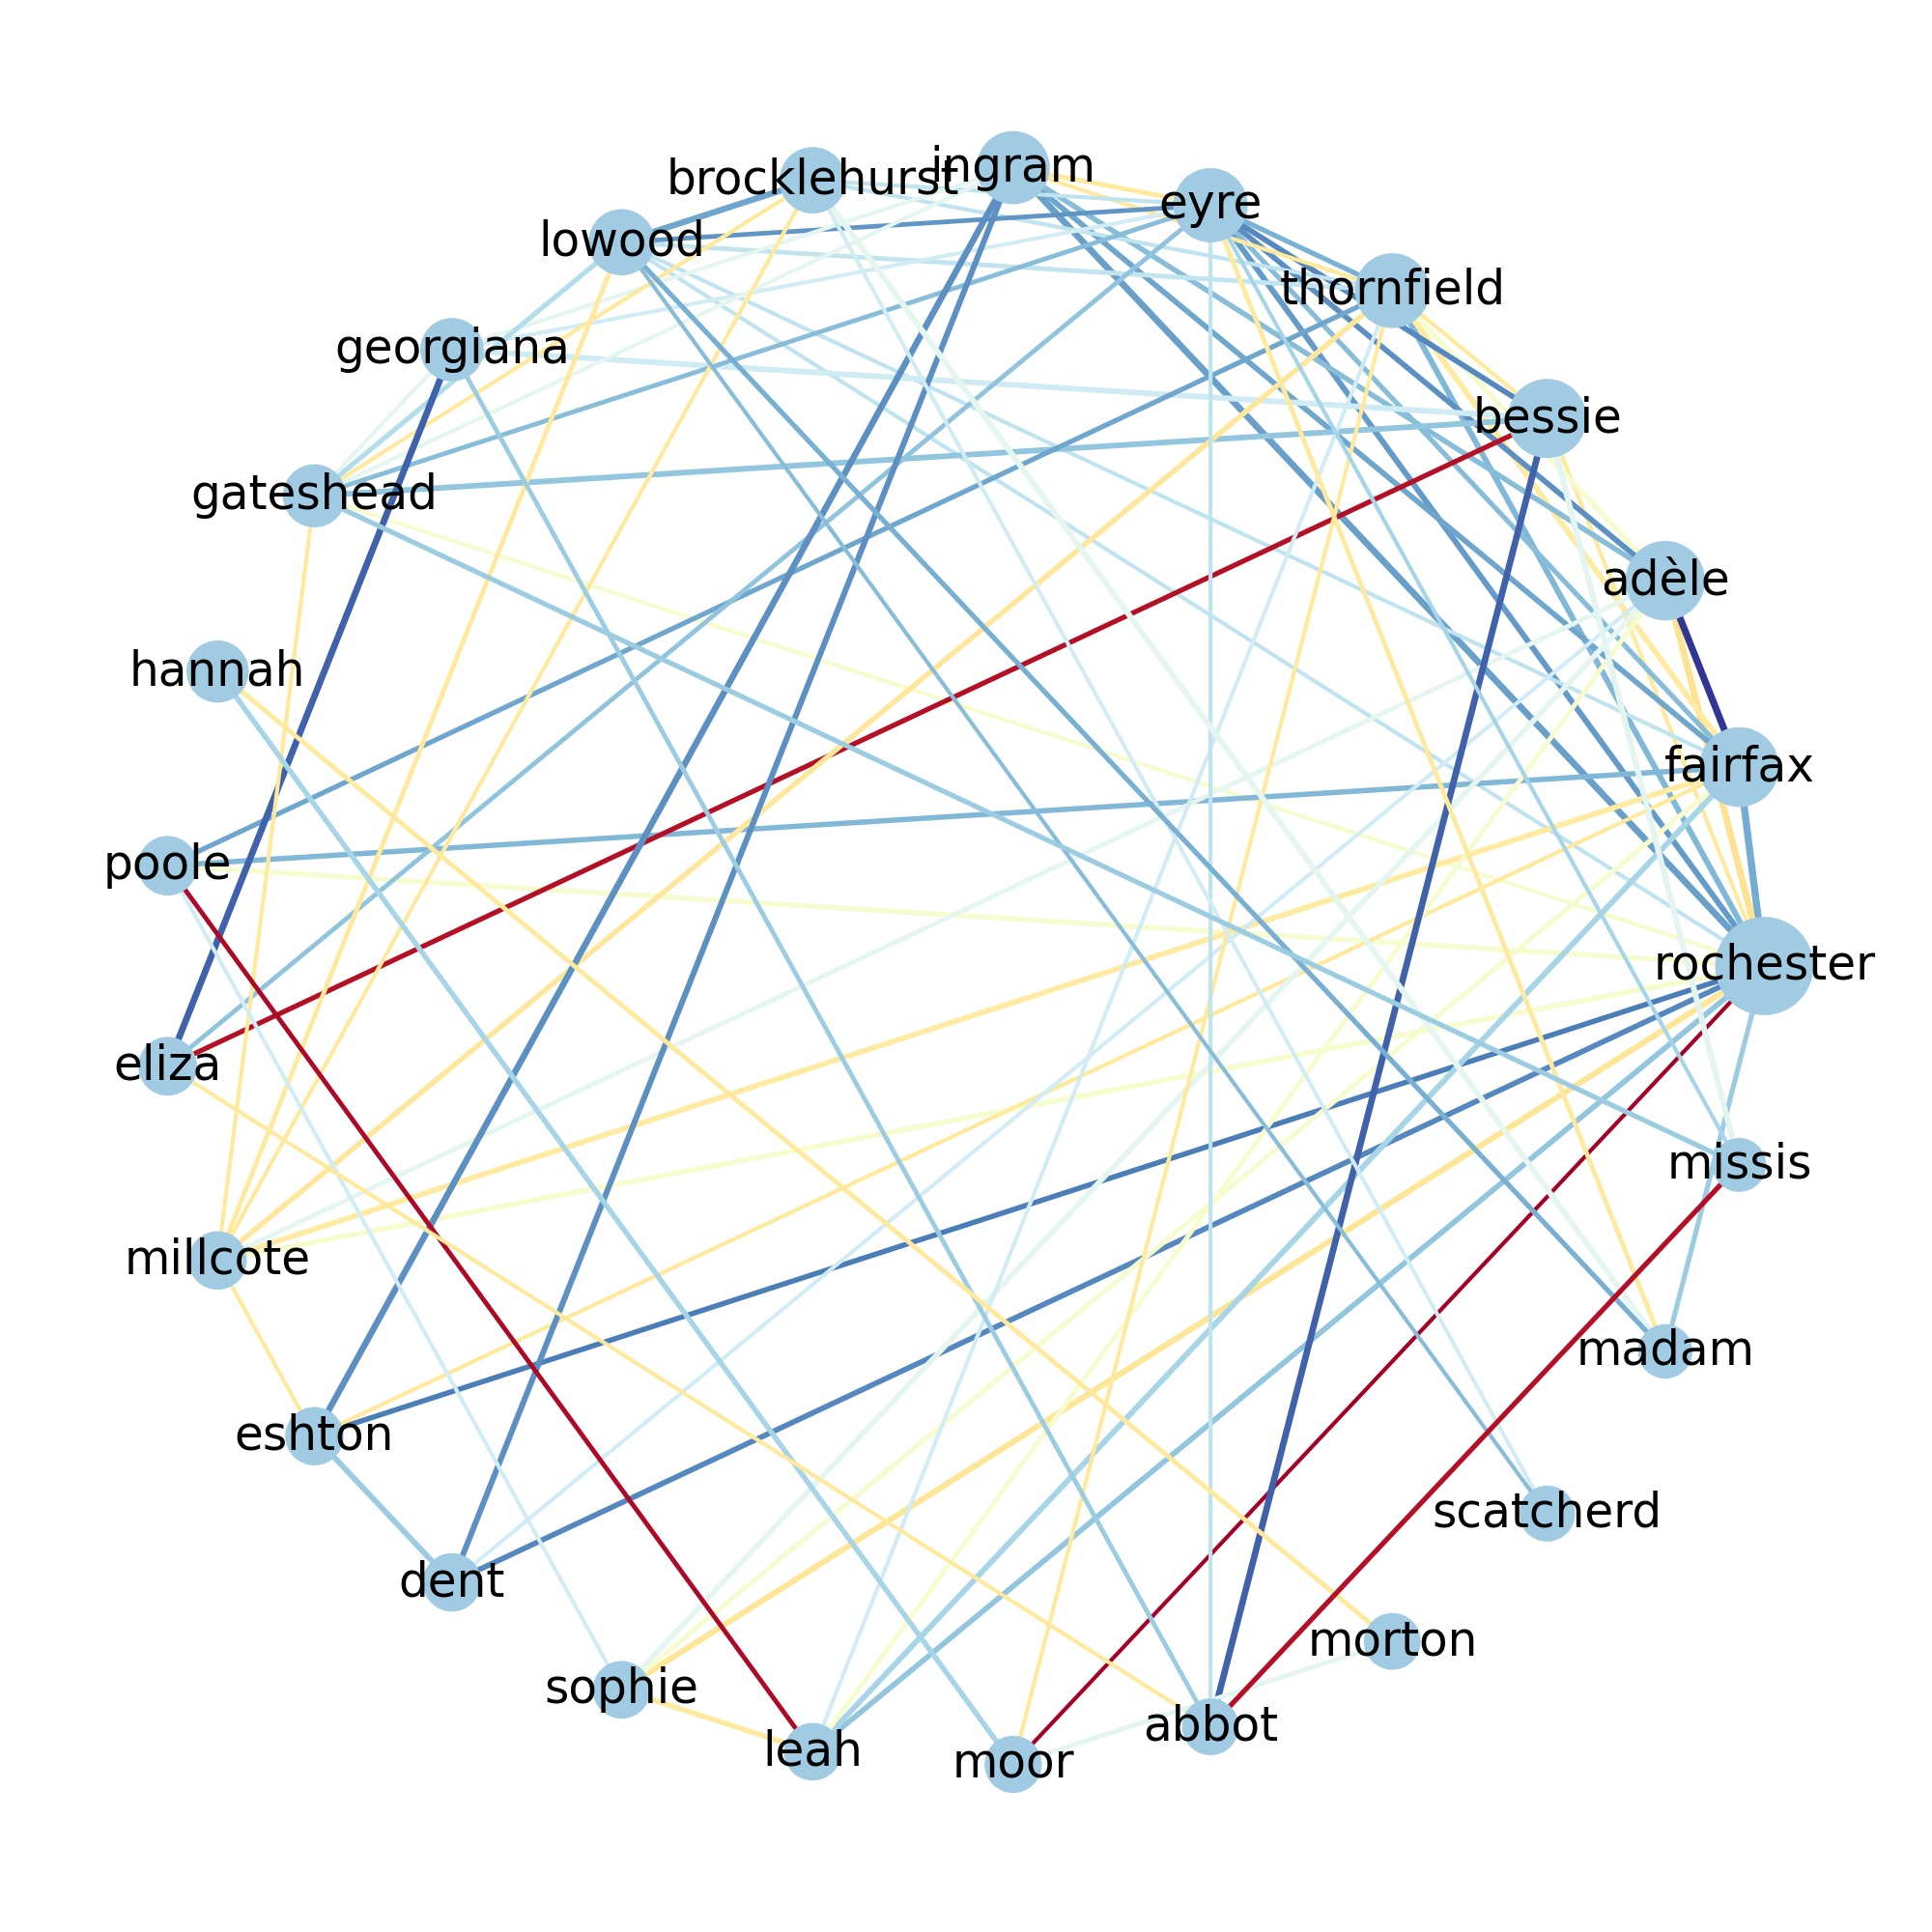 ingram
brocklehurst
eyre
lowood
thornfield
georgiana
bessie
gateshead
adèle
hannah
fairfax
poole
rochester
eliza
missis
millcote
madam
eshton
scatcherd
dent
morton
sophie
abbot
leah
moor